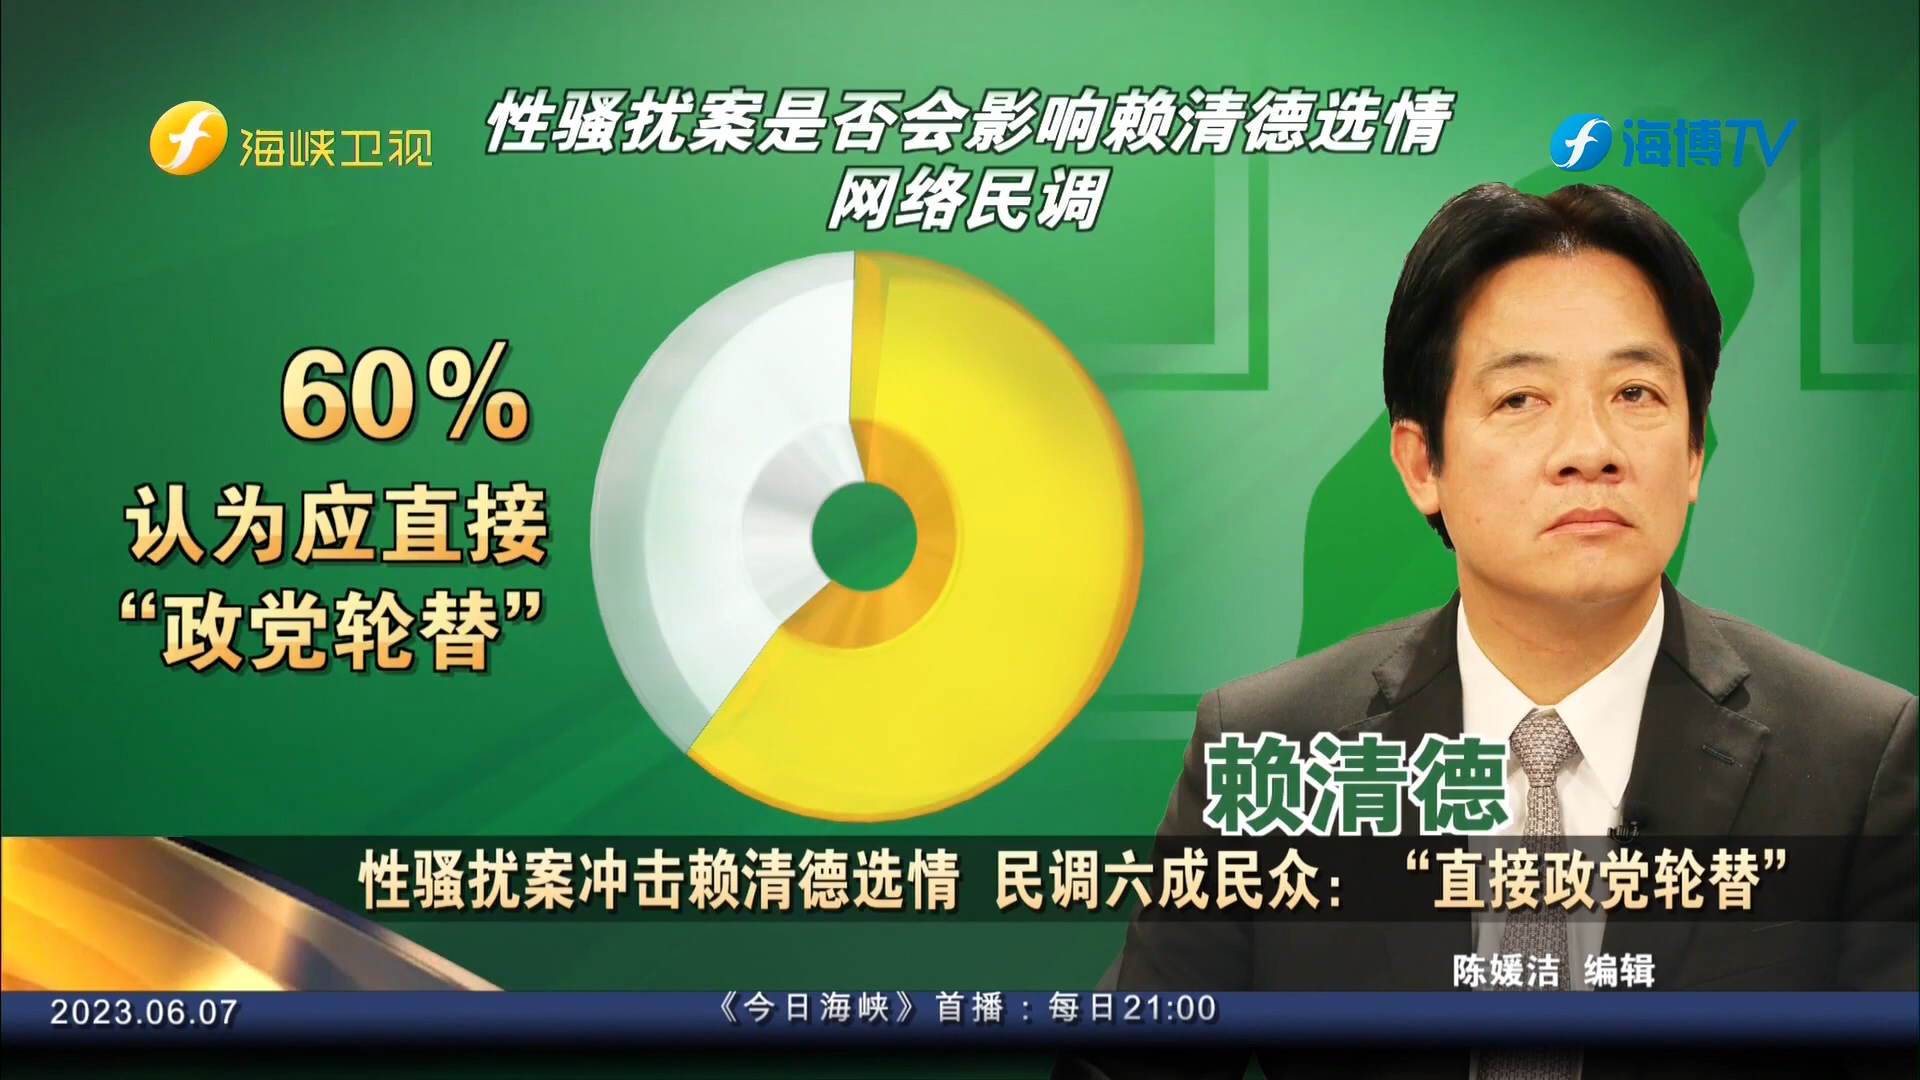 海峡卫视
性骚扰案是否会影响赖清德选情
网络民调
海博TV
60%
认为应直接
“政党轮替”
赖清德
性骚扰案冲击赖清德选情 民调六成民众：“直接政党轮替”
陈媛洁 编辑
2023.06.07
《今日海峡》首播：每日21:00